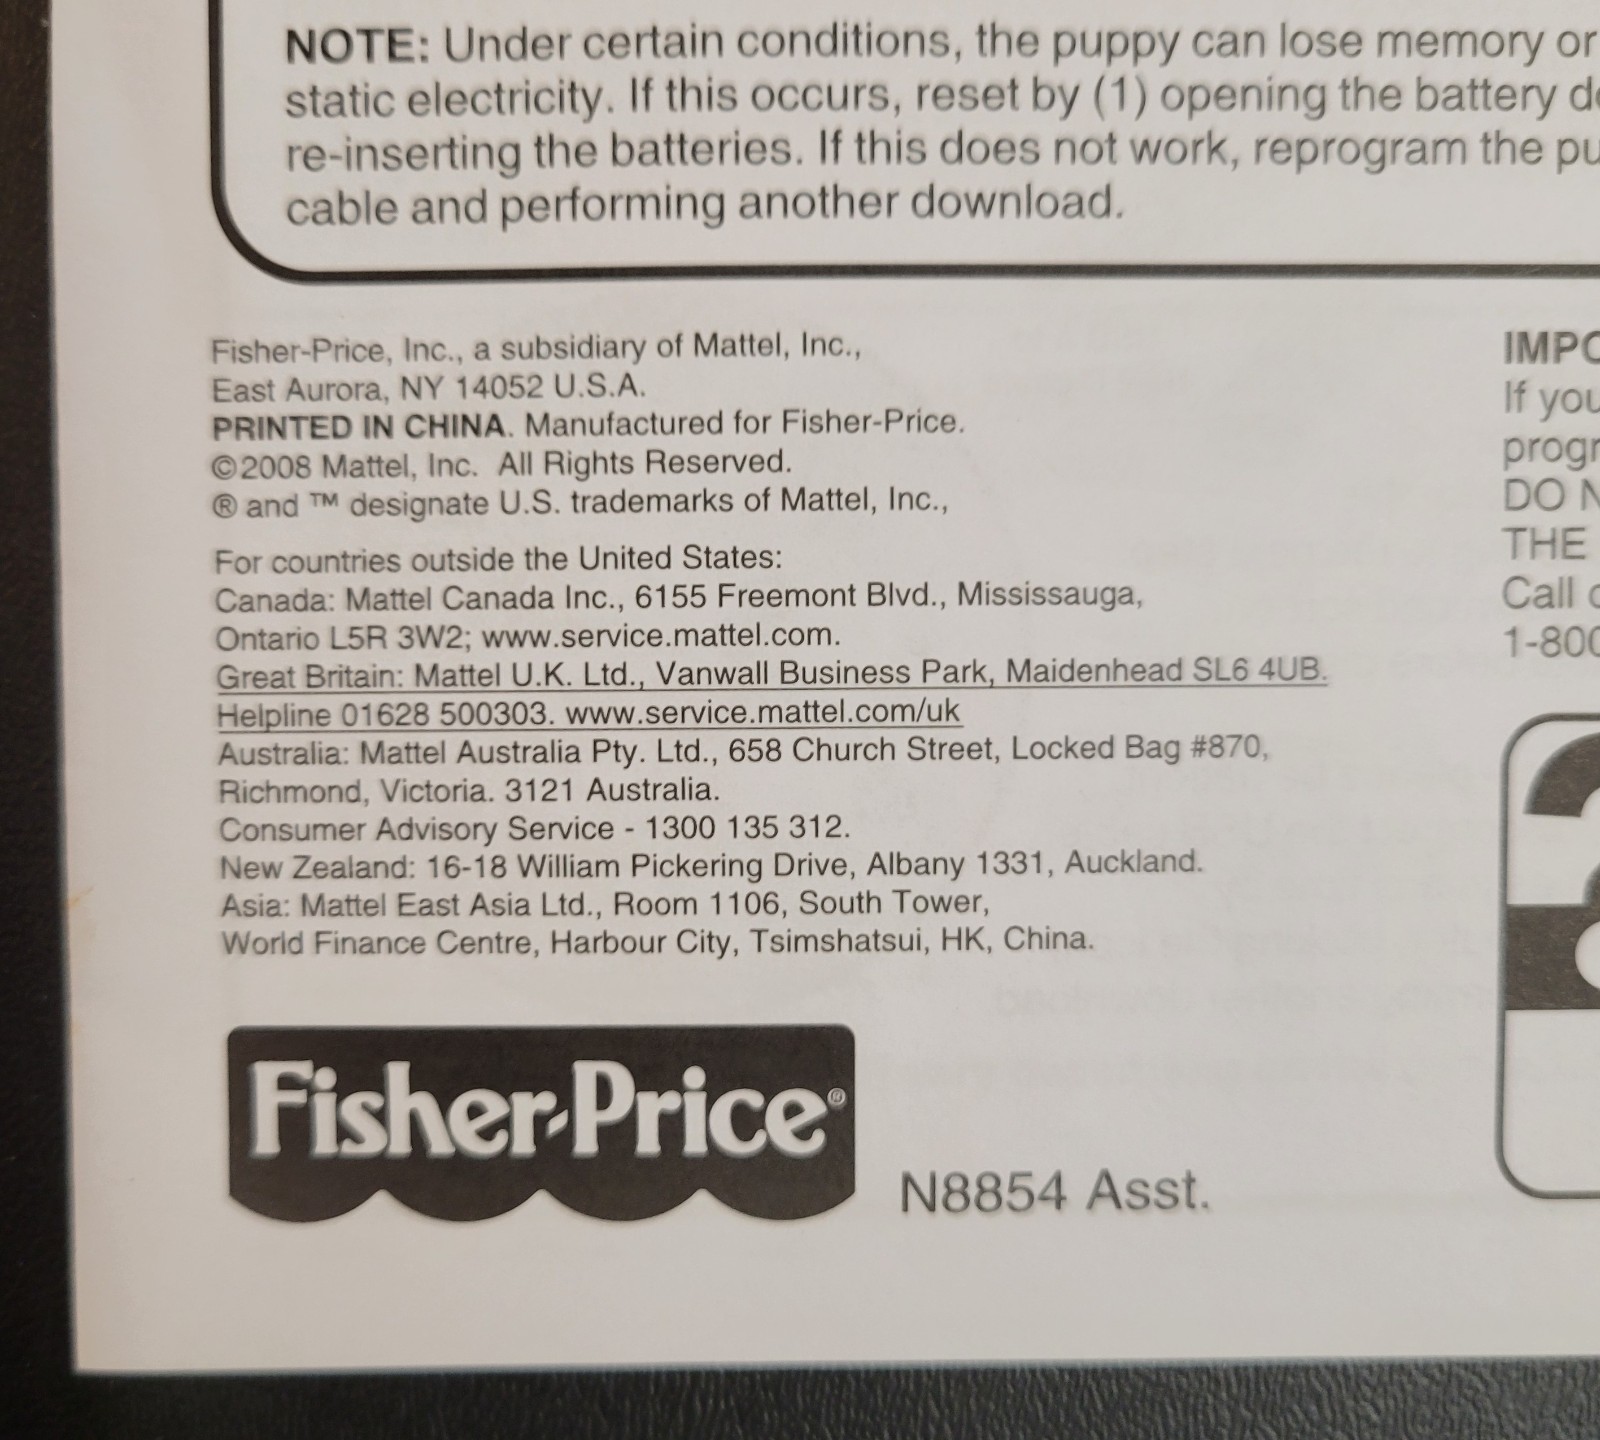 NOTE: Under certain conditions, the puppy can lose memory or
static electricity. If this occurs, reset by (1) opening the battery
re-inserting the batteries. If this does not work, reprogram the
cable and performing another download.
Fisher-Price, Inc., a subsidiary of Mattel, Inc.,
East Aurora, NY 14052 U.S.A.
PRINTED IN CHINA. Manufactured for Fisher-Price.
©2008 Mattel, Inc. All Rights Reserved.
® and ™ designate U.S. trademarks of Mattel, Inc.,
For countries outside the United States:
Canada: Mattel Canada Inc., 6155 Freemont Blvd., Mississauga,
Ontario L5R 3W2; www.service.mattel.com.
Great Britain: Mattel U.K. Ltd., Vanwall Business Park, Maidenhead SL6 4UB.
Helpline 01628 500303. www.service.mattel.com/uk
Australia: Mattel Australia Pty. Ltd., 658 Church Street, Locked Bag #870,
Richmond, Victoria. 3121 Australia.
Consumer Advisory Service - 1300 135 312.
New Zealand: 16-18 William Pickering Drive, Albany 1331, Auckland.
Asia: Mattel East Asia Ltd., Room 1106, South Tower,
World Finance Centre, Harbour City, Tsimshatsui, HK, China.
Fisher-Price®
N8854 Asst.
IMPO
If you
progr
DO N
THE
Call
1-800
?